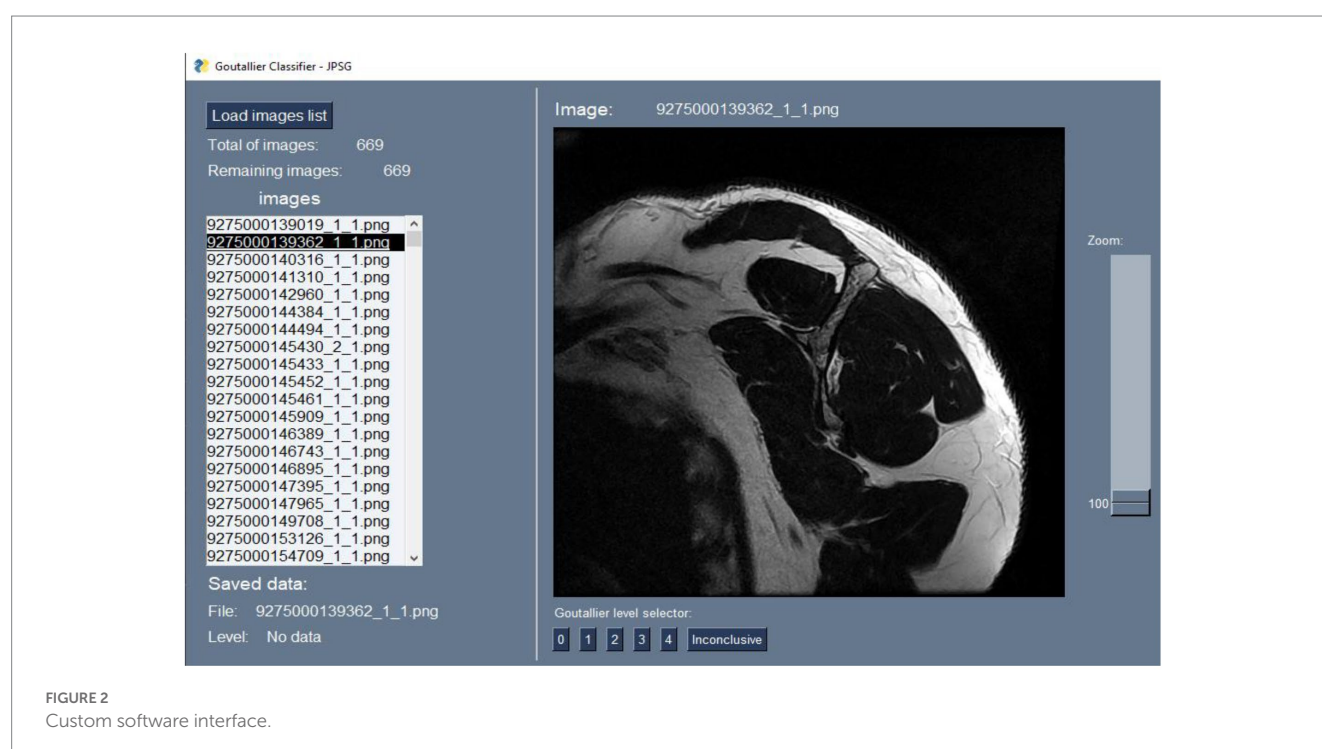 Goutallier Classifier - JPSG
Load images list
Total of images: 669
Remaining images: 669
images
9275000139019_1_1.png
9275000139362_1_1.png
9275000140316_1_1.png
9275000141310_1_1.png
9275000142960_1_1.png
9275000144384_1_1.png
9275000144494_1_1.png
9275000145430_2_1.png
9275000145433_1_1.png
9275000145452_1_1.png
9275000145461_1_1.png
9275000145909_1_1.png
9275000146389_1_1.png
9275000146743_1_1.png
9275000146895_1_1.png
9275000147395_1_1.png
9275000147965_1_1.png
9275000149708_1_1.png
9275000153126_1_1.png
9275000154709_1_1.png
Saved data:
File: 9275000139362_1_1.png
Level: No data
Image: 9275000139362_1_1.png
Zoom:
100
Goutallier level selector:
0 1 2 3 4 Inconclusive
FIGURE 2
Custom software interface.